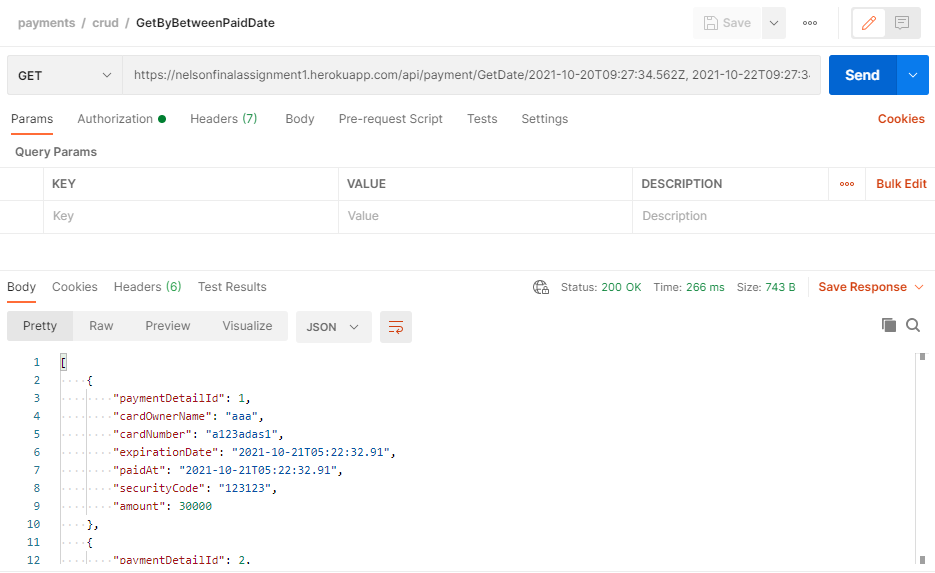 payments / crud / GetByBetweenPaidDate
Save
GET
https://nelsonfinalassignment1.herokuapp.com/api/payment/GetDate/2021-10-20T09:27:34.562Z, 2021-10-22T09:27:3
Send
Params Authorization Headers (7) Body Pre-request Script Tests Settings Cookies
Query Params
KEY VALUE DESCRIPTION Bulk Edit
Key Value Description
Body Cookies Headers (6) Test Results Status: 200 OK Time: 266 ms Size: 743 B Save Response
Pretty Raw Preview Visualize JSON
1 [
2 {
3 "paymentDetailId": 1,
4 "cardOwnerName": "aaa",
5 "cardNumber": "a123adas1",
6 "expirationDate": "2021-10-21T05:22:32.91",
7 "paidAt": "2021-10-21T05:22:32.91",
8 "securityCode": "123123",
9 "amount": 30000
10 },
11 {
12 "paymentDetailId": 2,